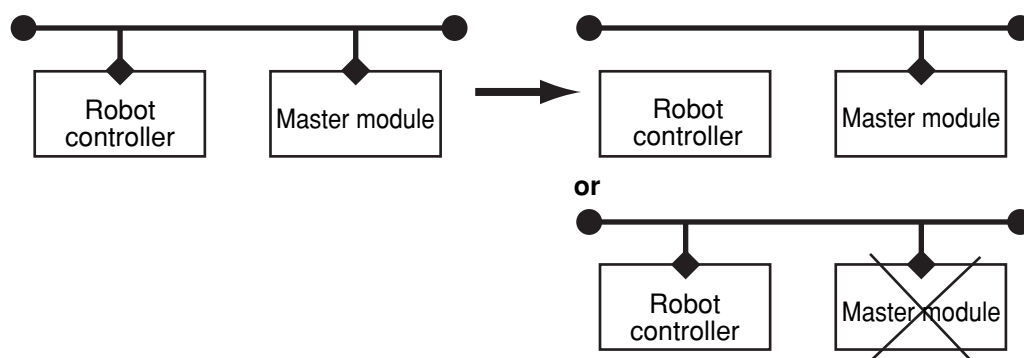 Robot
controller
Master module
Robot
controller
Master module
or
Robot
controller
Master module